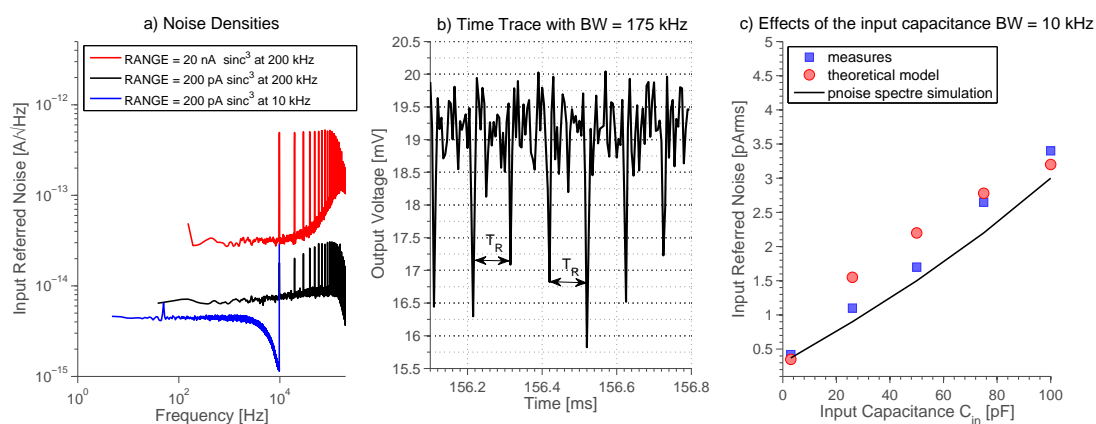 a) Noise Densities
RANGE = 20 nA  sinc³ at 200 kHz
RANGE = 200 pA sinc³ at 200 kHz
RANGE = 200 pA sinc³ at 10 kHz
10⁻¹²
10⁻¹³
10⁻¹⁴
10⁻¹⁵
Input Referred Noise [A/√Hz]
10⁰
10²
10⁴
Frequency [Hz]
b) Time Trace with BW = 175 kHz
20.5
20
19.5
19
18.5
18
17.5
17
16.5
16
15.5
Output Voltage [mV]
T_R
T_R
156.2
156.4
156.6
156.8
Time [ms]
c) Effects of the input capacitance BW = 10 kHz
measures
theoretical model
pnoise spectre simulation
5
4.5
4
3.5
3
2.5
2
1.5
1
0.5
Input Referred Noise [pArms]
0
20
40
60
80
100
Input Capacitance C_in [pF]